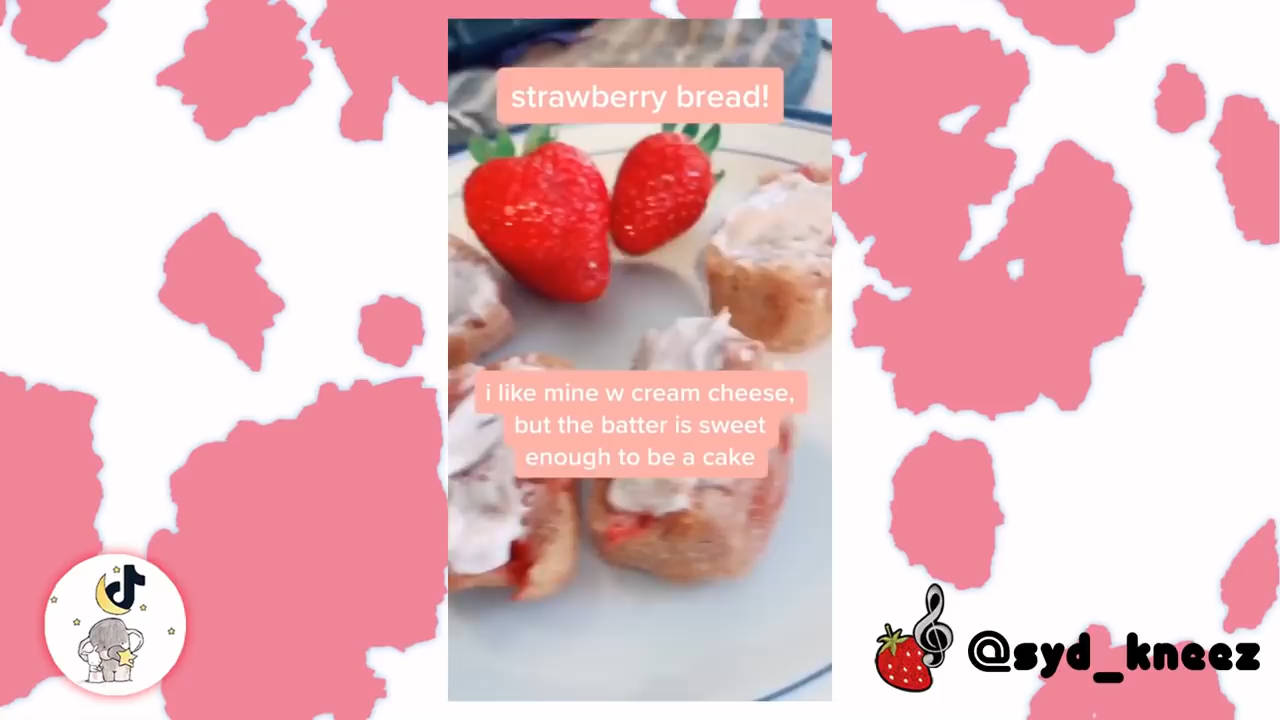 strawberry bread!
i like mine w cream cheese,
but the batter is sweet
enough to be a cake
@syd_kneez